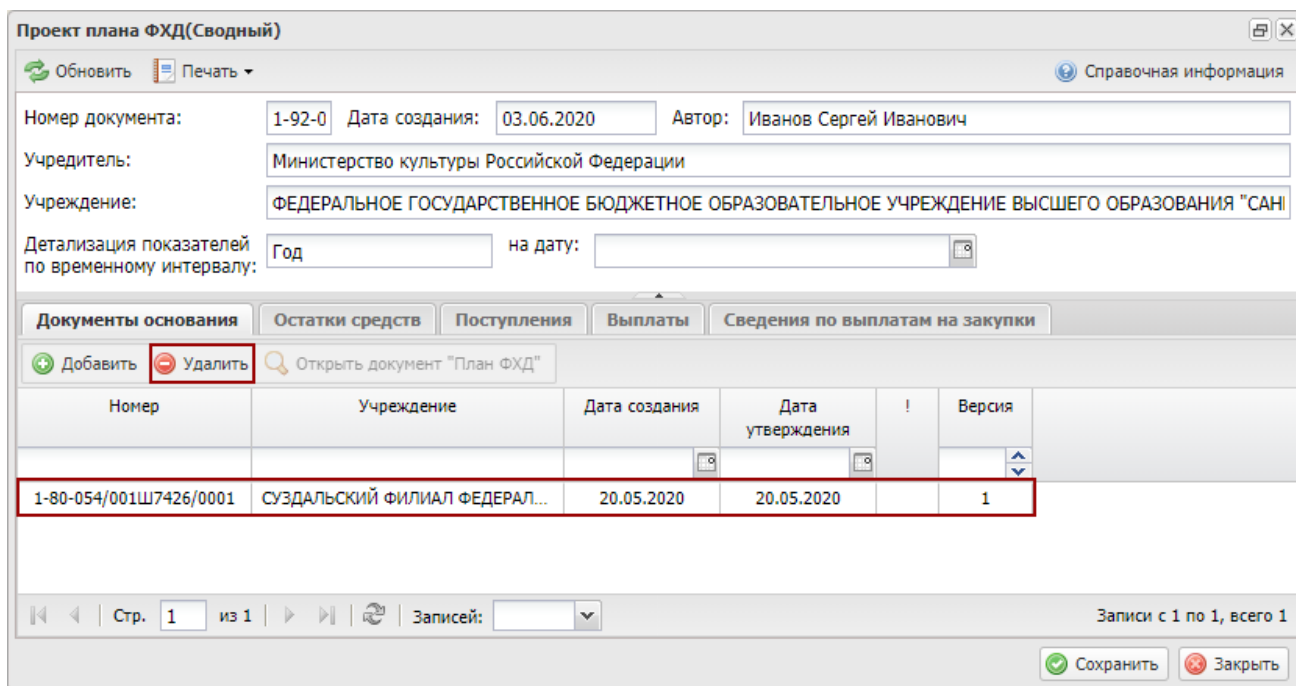 Проект плана ФХД(Сводный)
Обновить Печать Справочная информация
Номер документа: 1-92-0 Дата создания: 03.06.2020 Автор: Иванов Сергей Иванович
Учредитель: Министерство культуры Российской Федерации
Учреждение: ФЕДЕРАЛЬНОЕ ГОСУДАРСТВЕННОЕ БЮДЖЕТНОЕ ОБРАЗОВАТЕЛЬНОЕ УЧРЕЖДЕНИЕ ВЫСШЕГО ОБРАЗОВАНИЯ "САНІ
Детализация показателей
по временному интервалу: Год на дату:
Документы основания Остатки средств Поступления Выплаты Сведения по выплатам на закупки
Добавить Удалить Открыть документ "План ФХД"
Номер Учреждение Дата создания Дата
утверждения ! Версия
1-80-054/001Ш7426/0001 СУЗДАЛЬСКИЙ ФИЛИАЛ ФЕДЕРАЛ... 20.05.2020 20.05.2020 1
Стр. 1 из 1 Записей: Записи с 1 по 1, всего 1
Сохранить Закрыть